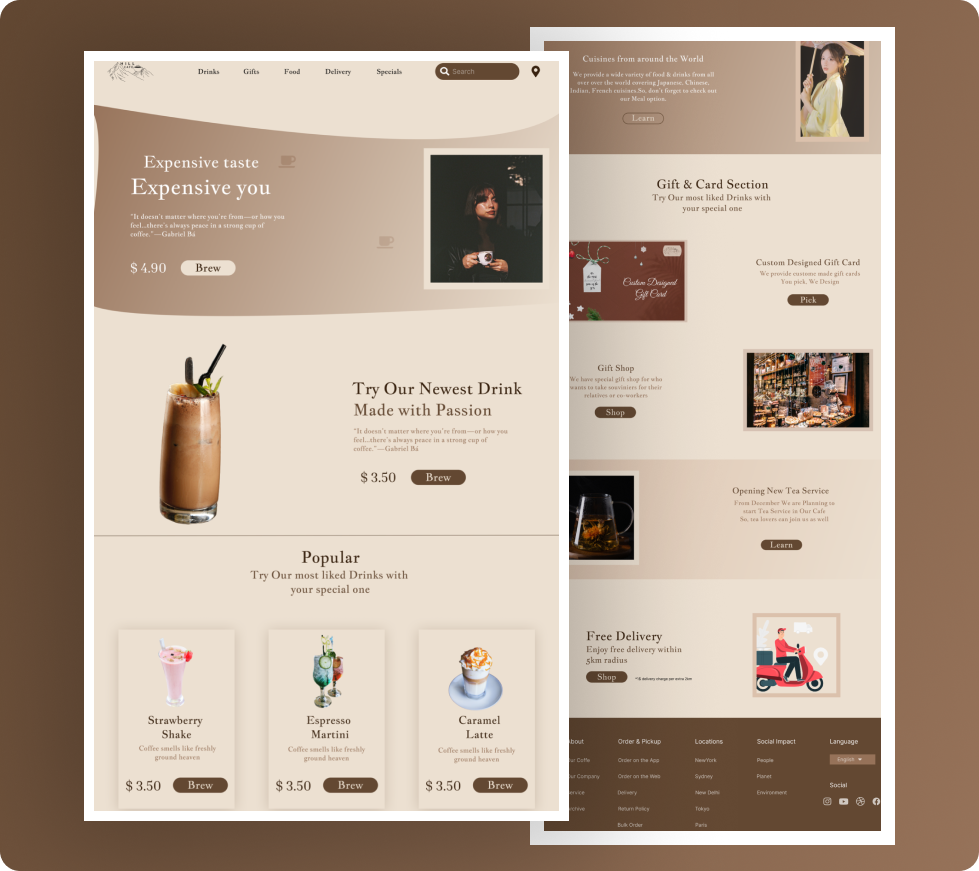 HILL
CAFE
Drinks
Gifts
Food
Delivery
Specials
Search
Expensive taste
Expensive you
"It doesn't matter where you're from—or how you
feel...there's always peace in a strong cup of
coffee."—Gabriel Bá
$ 4.90
Brew
Try Our Newest Drink
Made with Passion
"It doesn't matter where you're from—or how you
feel...there's always peace in a strong cup of
coffee."—Gabriel Bá
$ 3.50
Brew
Popular
Try Our most liked Drinks with
your special one
Strawberry
Shake
Coffee smells like freshly
ground heaven
$ 3.50
Brew
Espresso
Martini
Coffee smells like freshly
ground heaven
$ 3.50
Brew
Caramel
Latte
Coffee smells like freshly
ground heaven
$ 3.50
Brew
Cuisines from around the World
We provide a wide variety of food & drinks from all
over over the world covering Japanese, Chinese,
Indian, French cuisines So, don't forget to check out
our Meal option.
Learn
Gift & Card Section
Try Our most liked Drinks with
your special one
Custom Designed
Gift Card
Custom Designed Gift Card
We provide custome made gift cards
You pick, We Design
Pick
Gift Shop
We have special gift shop for who
wants to take souviners for their
relatives or co-workers
Shop
Opening New Tea Service
From December We are Planning to
start Tea Service in Our Cafe
So, tea lovers can join us as well
Learn
Free Delivery
Enjoy free delivery within
5km radius
Shop
*1$ delivery charge per extra 2km
bout
ur Coffe
ur Company
ervice
rchive
Order & Pickup
Order on the App
Order on the Web
Delivery
Return Policy
Bulk Order
Locations
NewYork
Sydney
New Delhi
Tokyo
Paris
Social Impact
People
Planet
Environment
Language
English
Social